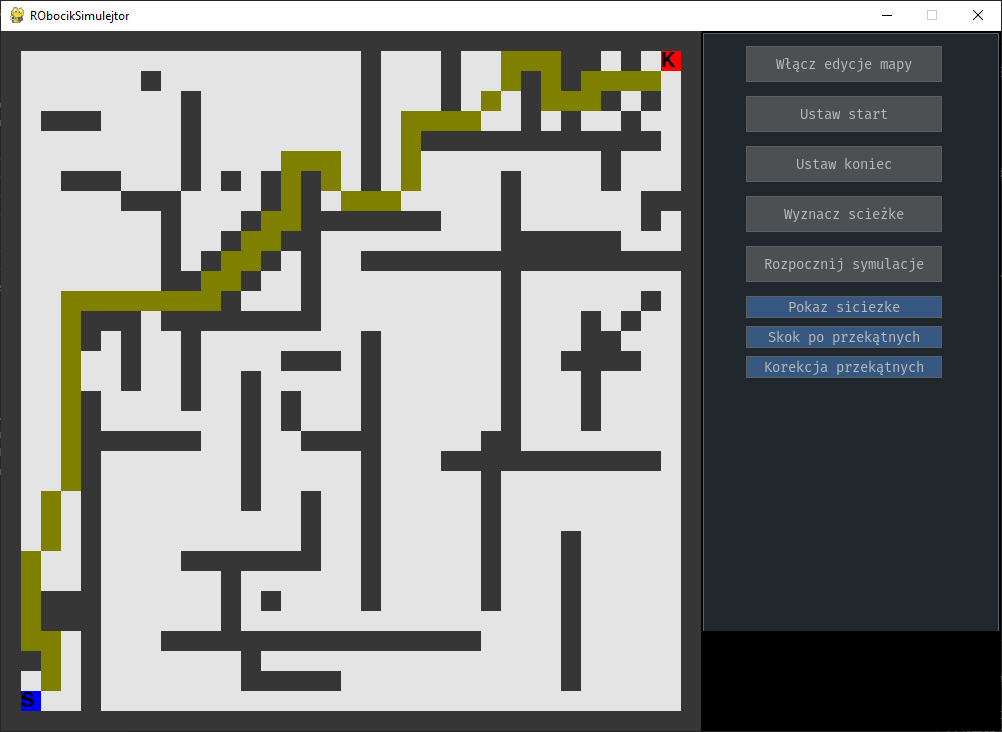 RObocikSimulejtor
K
Włącz edycje mapy
Ustaw start
Ustaw koniec
Wyznacz scieżke
Rozpocznij symulacje
Pokaz siciezke
Skok po przekątnych
Korekcja przekątnych
S